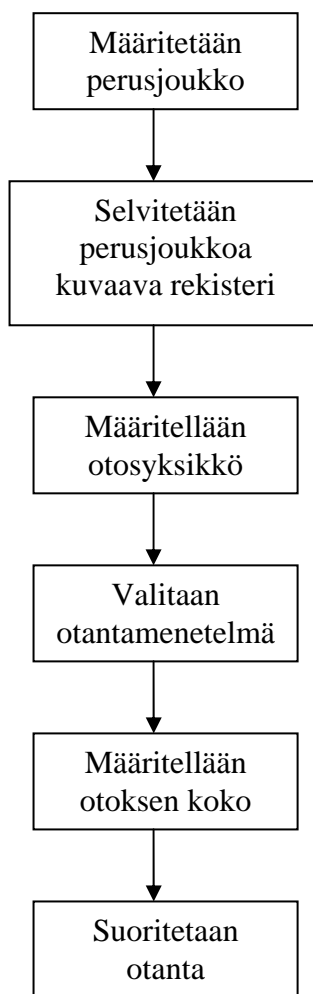 Määritetään
perusjoukko
Selvitetään
perusjoukkoa
kuvaava rekisteri
Määritellään
otosyksikkö
Valitaan
otantamenetelmä
Määritellään
otoksen koko
Suoritetaan
otanta